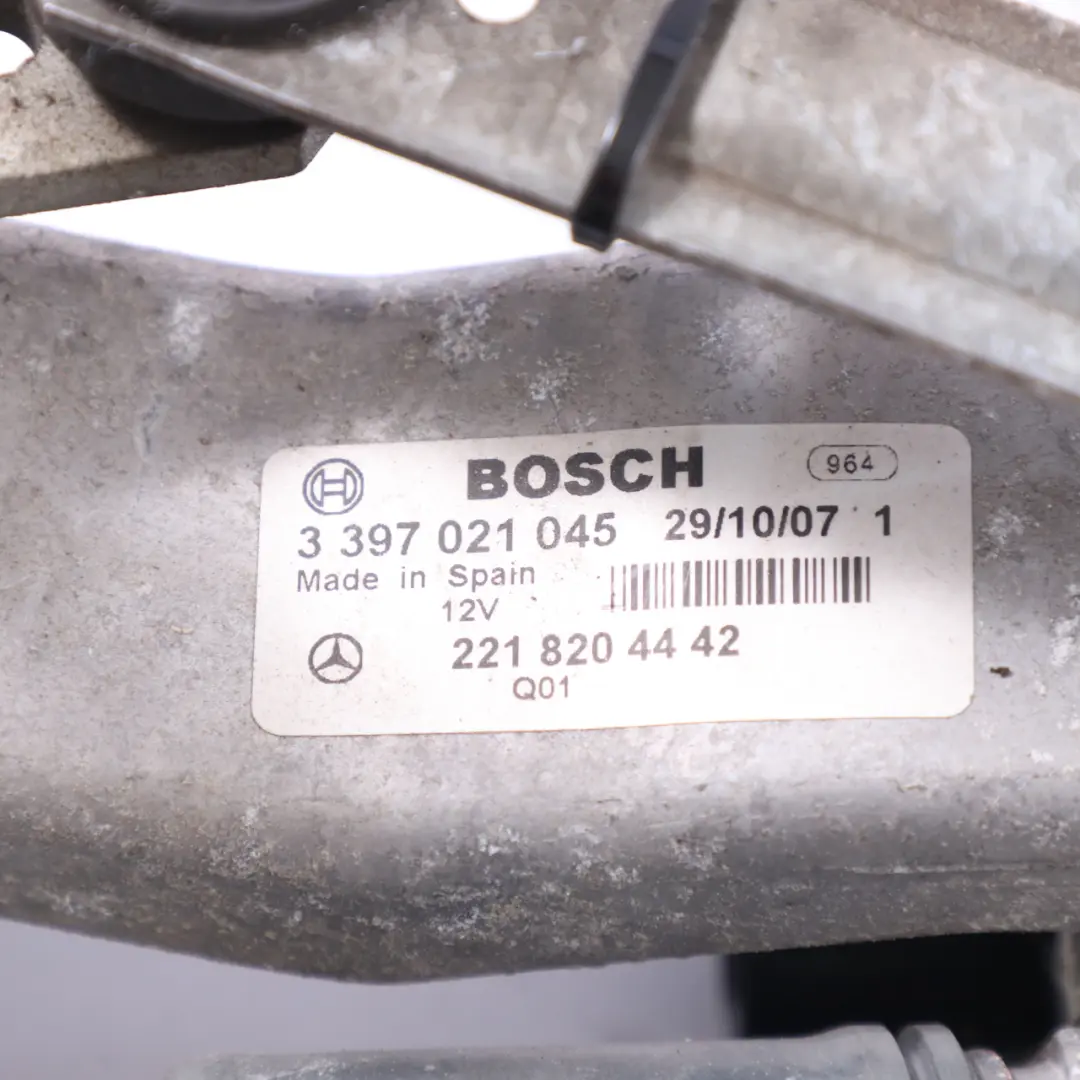 BOSCH 964
3 397 021 045 29/10/07 1
Made in Spain
12V
221 820 44 42
Q01